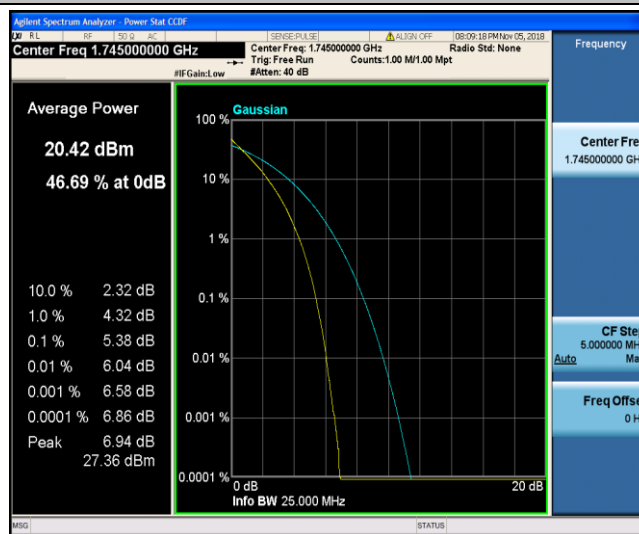 Agilent Spectrum Analyzer - Power Stat CCDF
RL RF 50 Ω AC SENSE:PULSE ALIGN OFF 08:09:18 PM Nov 05, 2018
Center Freq 1.745000000 GHz
Center Freq: 1.745000000 GHz Radio Std: None
Trig: Free Run Counts:1.00 M/1.00 Mpt
#IFGain:Low #Atten: 40 dB
Frequency
Average Power
20.42 dBm
46.69 % at 0dB
10.0 % 2.32 dB
1.0 % 4.32 dB
0.1 % 5.38 dB
0.01 % 6.04 dB
0.001 % 6.58 dB
0.0001 % 6.86 dB
Peak 6.94 dB
27.36 dBm
Gaussian
100 %
10 %
1 %
0.1 %
0.01 %
0.001 %
0.0001 %
0 dB 20 dB
Info BW 25.000 MHz
Center Fre
1.745000000 GH
CF Ste
5.000000 MH
Auto Ma
Freq Offse
0 H
MSG STATUS